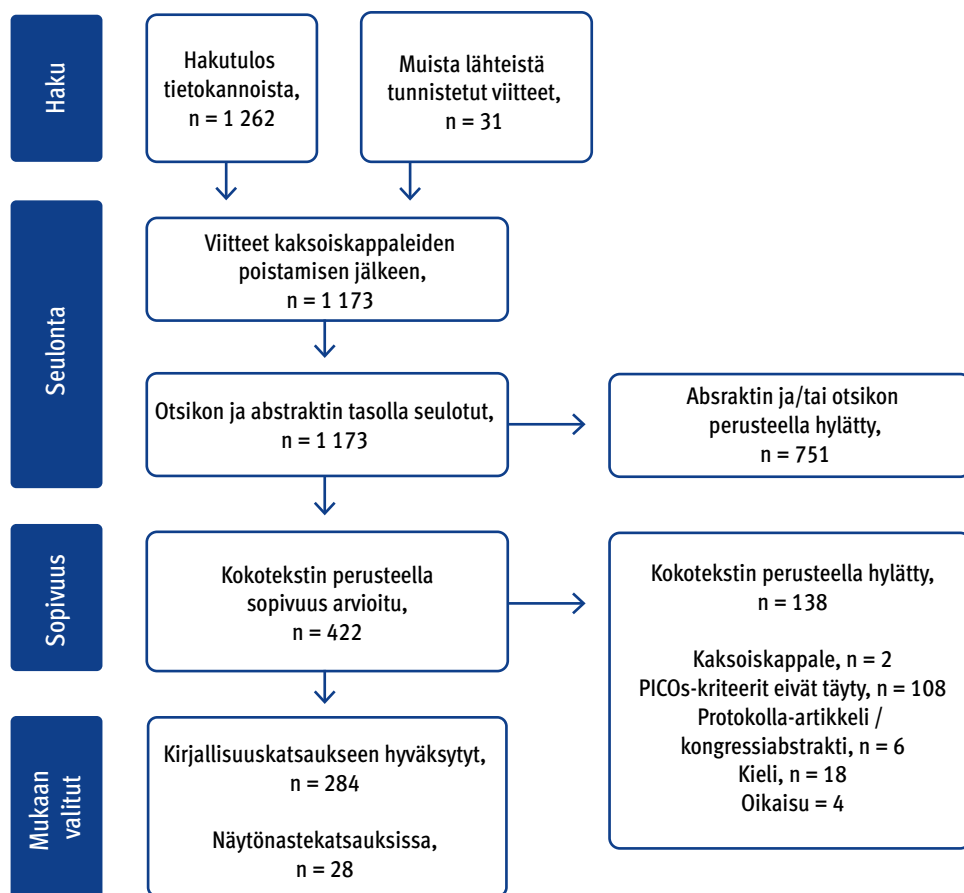 Haku
Hakutulos
tietokannoista,
n = 1 262
Muista lähteistä
tunnistetut viitteet,
n = 31
Seulonta
Viitteet kaksoiskappaleiden
poistamisen jälkeen,
n = 1 173
Otsikon ja abstraktin tasolla seulotut,
n = 1 173
Absraktin ja/tai otsikon
perusteella hylätty,
n = 751
Sopivuus
Kokotekstin perusteella
sopivuus arvioitu,
n = 422
Kokotekstin perusteella hylätty,
n = 138
Kaksoiskappale, n = 2
PICOs-kriteerit eivät täyty, n = 108
Protokolla-artikkeli /
kongressiabstrakti, n = 6
Kieli, n = 18
Oikaisu = 4
Mukaan
valitut
Kirjallisuuskatsaukseen hyväksytyt,
n = 284
Näytönastekatsauksissa,
n = 28